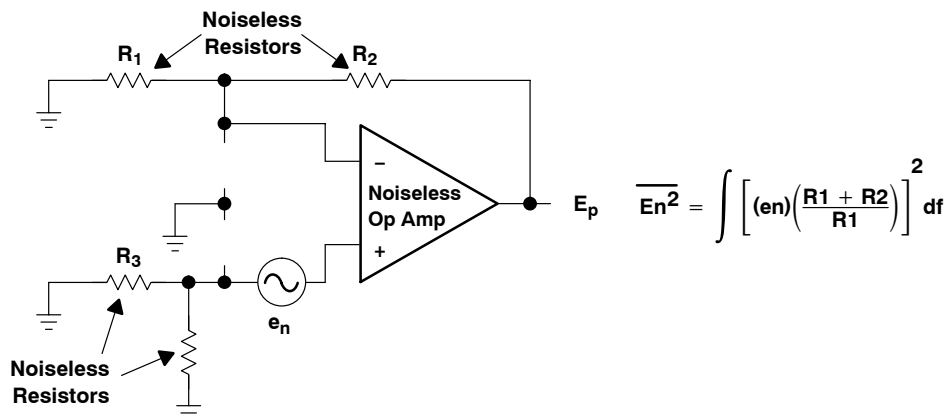 Noiseless
Resistors
R1
R2
−
Noiseless
Op Amp
+
Ep
En² = ∫ [(en)(R1 + R2 / R1)]² df
R3
en
Noiseless
Resistors